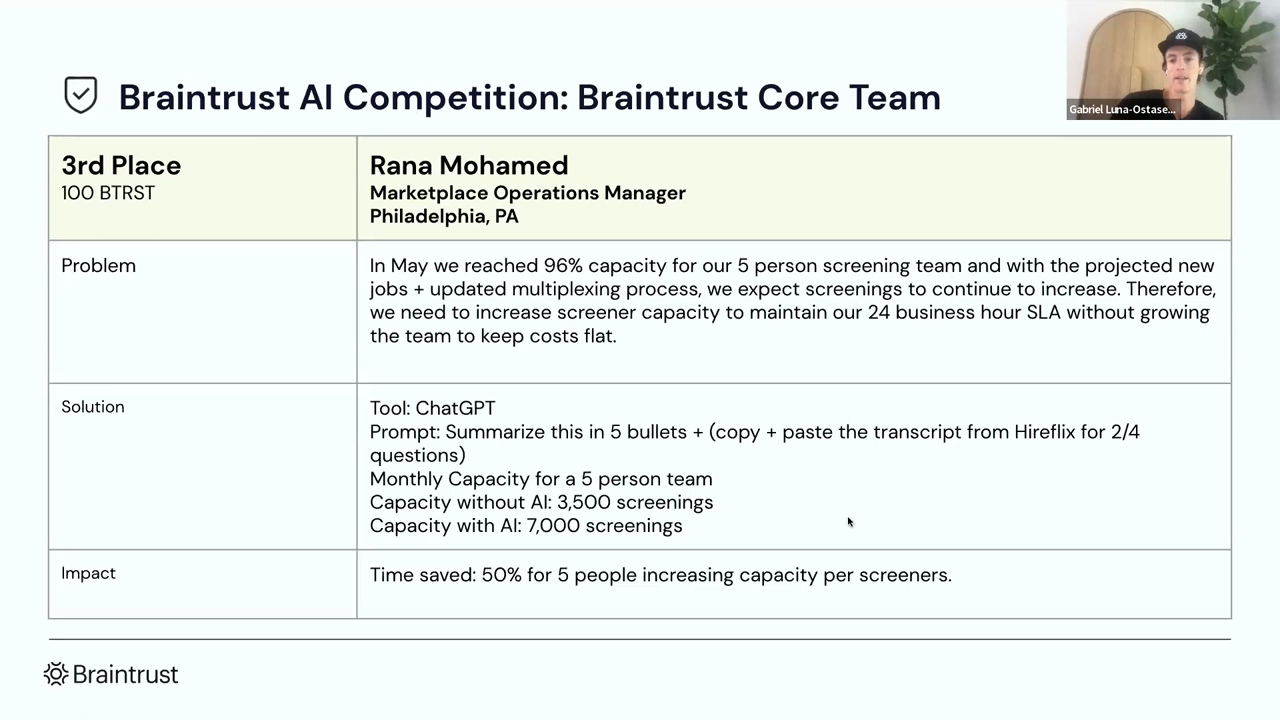 Braintrust AI Competition: Braintrust Core Team
Gabriel Luna-Ostase...
3rd Place
100 BTRST
Rana Mohamed
Marketplace Operations Manager
Philadelphia, PA
Problem
In May we reached 96% capacity for our 5 person screening team and with the projected new
jobs + updated multiplexing process, we expect screenings to continue to increase. Therefore,
we need to increase screener capacity to maintain our 24 business hour SLA without growing
the team to keep costs flat.
Solution
Tool: ChatGPT
Prompt: Summarize this in 5 bullets + (copy + paste the transcript from Hireflix for 2/4
questions)
Monthly Capacity for a 5 person team
Capacity without AI: 3,500 screenings
Capacity with AI: 7,000 screenings
Impact
Time saved: 50% for 5 people increasing capacity per screeners.
Braintrust